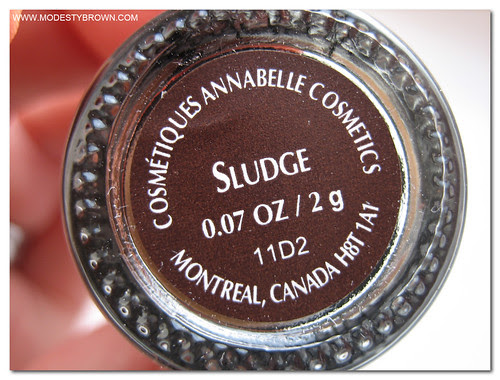 WWW.MODESTYBROWN.COM
COSMÉTIQUES ANNABELLE COSMETICS
SLUDGE
0.07 OZ / 2 g
11D2
MONTREAL, CANADA H8T 1A1